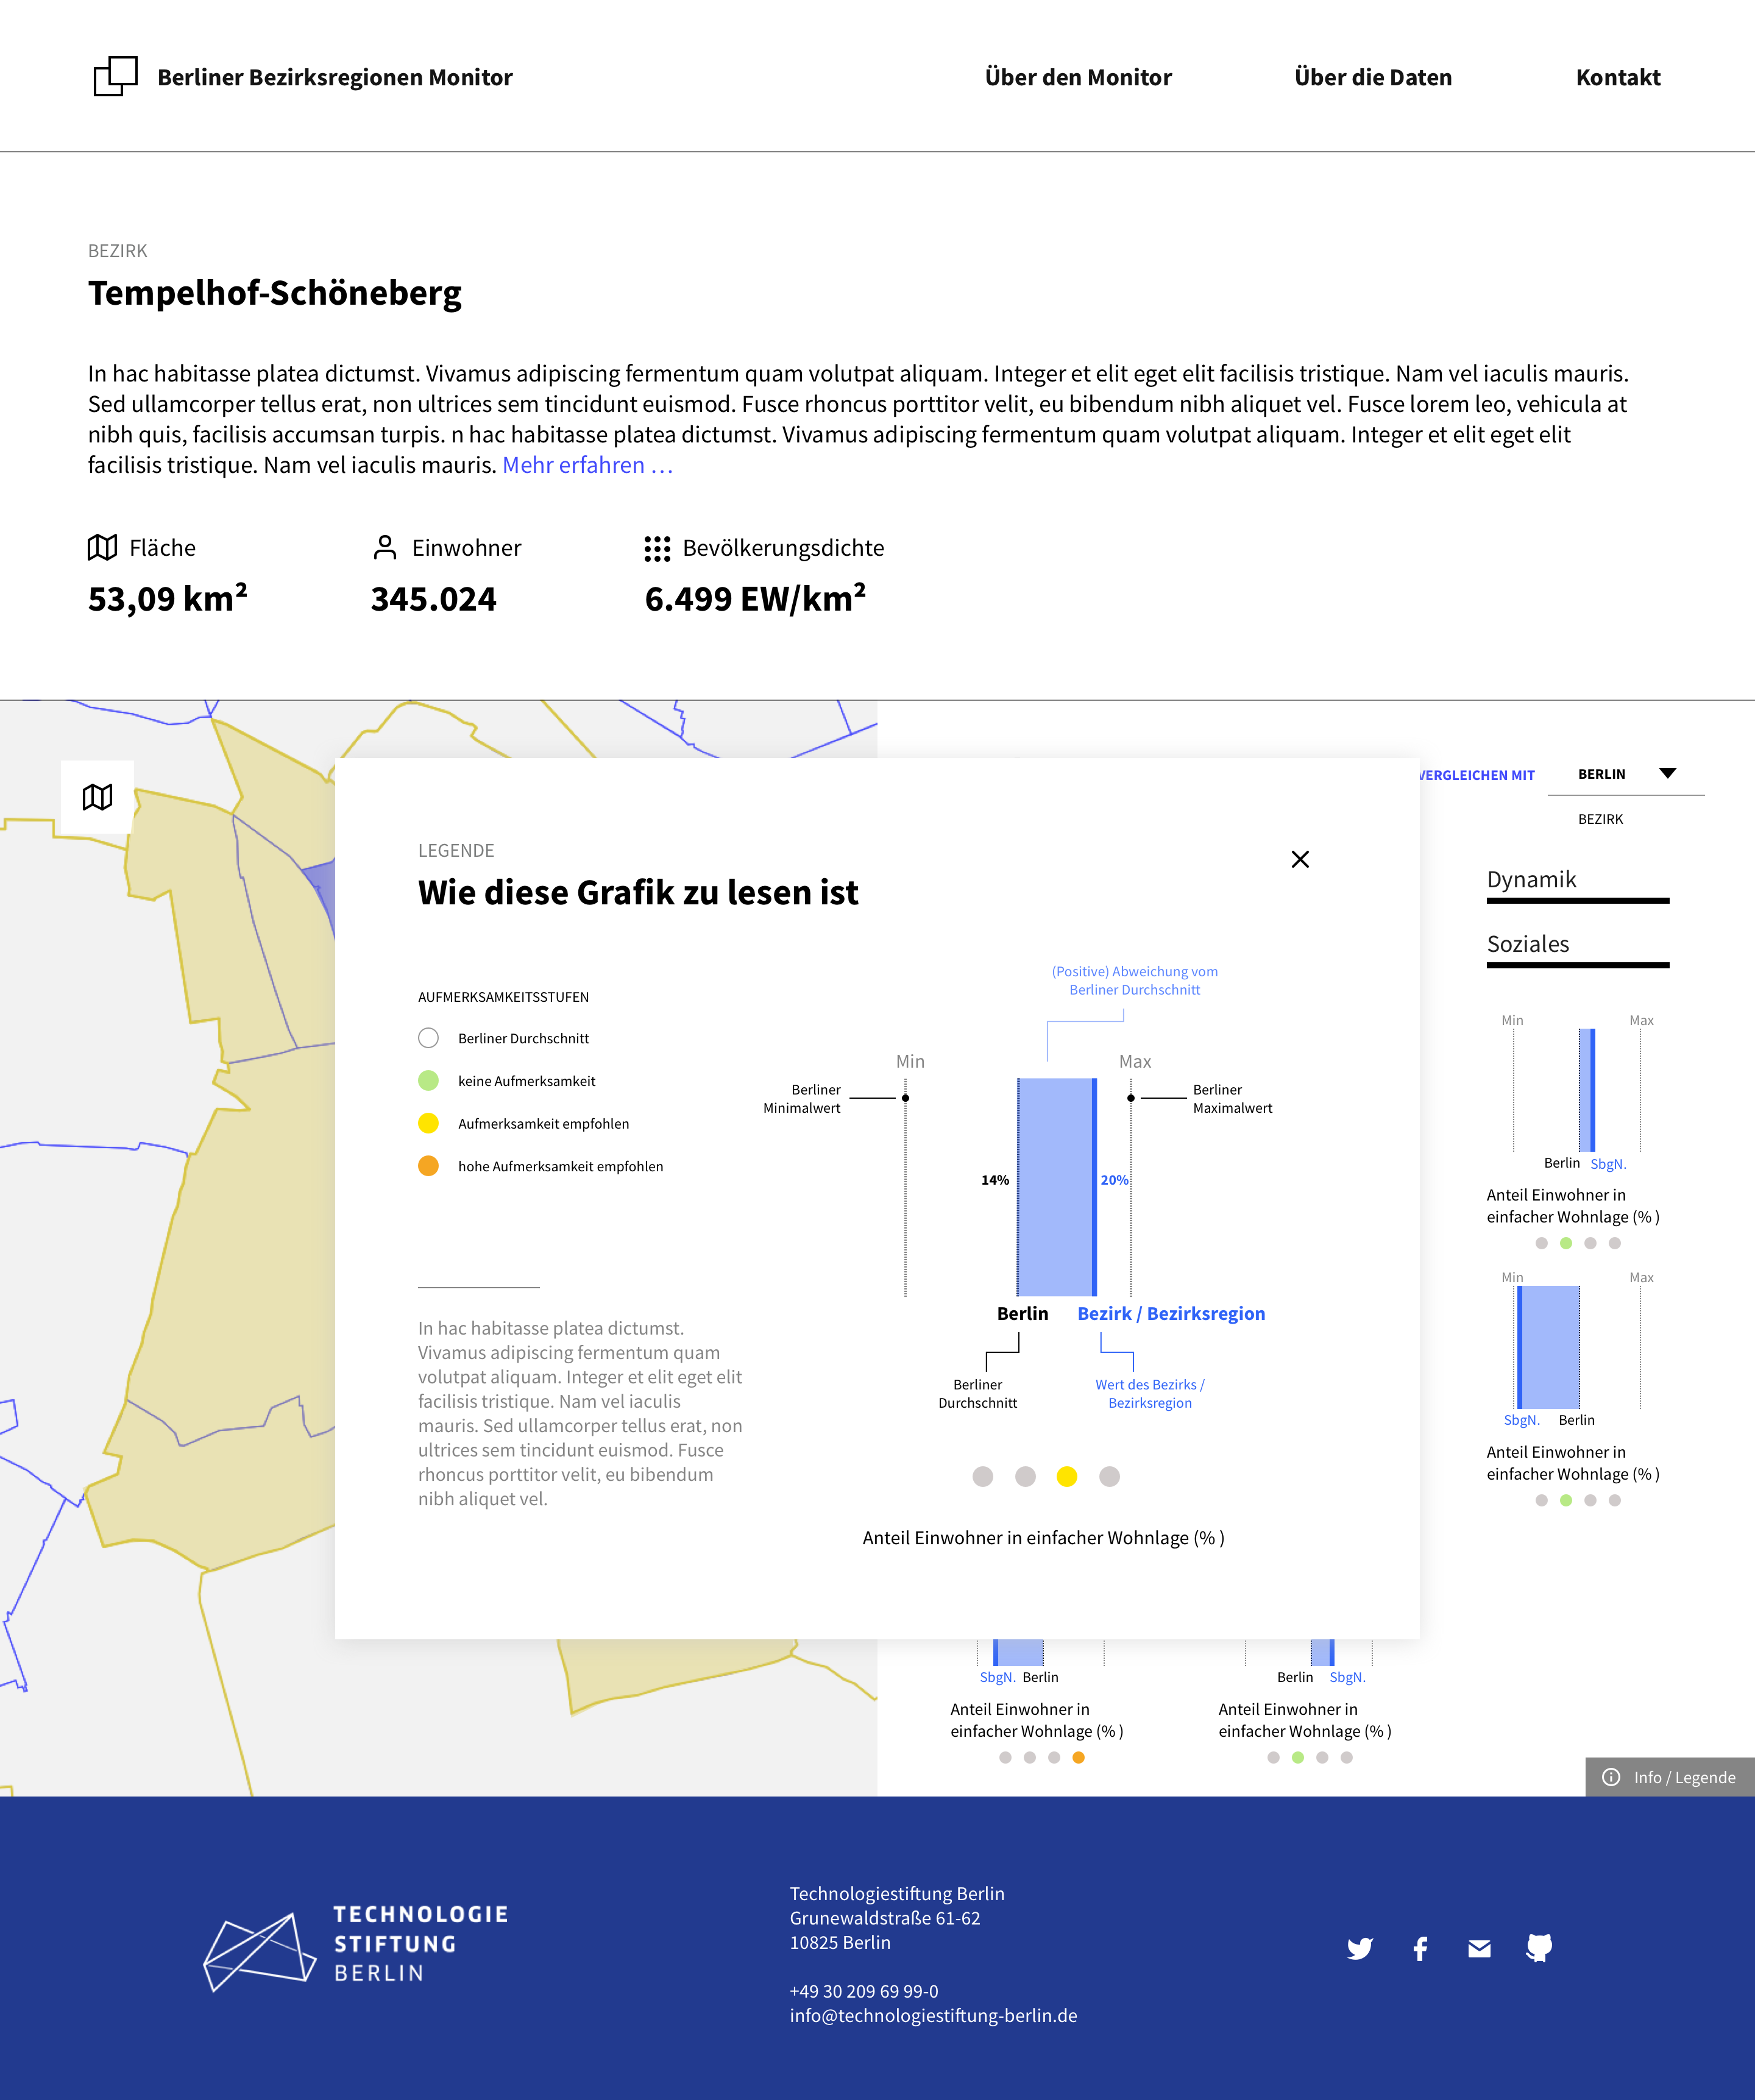 Berliner Bezirksregionen Monitor
Über den Monitor
Über die Daten
Kontakt
BEZIRK
Tempelhof-Schöneberg
In hac habitasse platea dictumst. Vivamus adipiscing fermentum quam volutpat aliquam. Integer et elit eget elit facilisis tristique. Nam vel iaculis mauris.
Sed ullamcorper tellus erat, non ultrices sem tincidunt euismod. Fusce rhoncus porttitor velit, eu bibendum nibh aliquet vel. Fusce lorem leo, vehicula at
nibh quis, facilisis accumsan turpis. n hac habitasse platea dictumst. Vivamus adipiscing fermentum quam volutpat aliquam. Integer et elit eget elit
facilisis tristique. Nam vel iaculis mauris. Mehr erfahren …
Fläche
53,09 km²
Einwohner
345.024
Bevölkerungsdichte
6.499 EW/km²
VERGLEICHEN MIT
BERLIN
BEZIRK
LEGENDE
Wie diese Grafik zu lesen ist
AUFMERKSAMKEITSSTUFEN
Berliner Durchschnitt
keine Aufmerksamkeit
Aufmerksamkeit empfohlen
hohe Aufmerksamkeit empfohlen
In hac habitasse platea dictumst.
Vivamus adipiscing fermentum quam
volutpat aliquam. Integer et elit eget elit
facilisis tristique. Nam vel iaculis
mauris. Sed ullamcorper tellus erat, non
ultrices sem tincidunt euismod. Fusce
rhoncus porttitor velit, eu bibendum
nibh aliquet vel.
(Positive) Abweichung vom
Berliner Durchschnitt
Min
Max
Berliner
Minimalwert
Berliner
Maximalwert
14%
20%
Berlin
Bezirk / Bezirksregion
Berliner
Durchschnitt
Wert des Bezirks /
Bezirksregion
Anteil Einwohner in einfacher Wohnlage (% )
Dynamik
Soziales
Min
Max
Berlin
SbgN.
Anteil Einwohner in
einfacher Wohnlage (% )
Min
Max
SbgN.
Berlin
Anteil Einwohner in
einfacher Wohnlage (% )
SbgN.
Berlin
Anteil Einwohner in
einfacher Wohnlage (% )
Berlin
SbgN.
Anteil Einwohner in
einfacher Wohnlage (% )
Info / Legende
TECHNOLOGIE
STIFTUNG
BERLIN
Technologiestiftung Berlin
Grunewaldstraße 61-62
10825 Berlin
+49 30 209 69 99-0
info@technologiestiftung-berlin.de